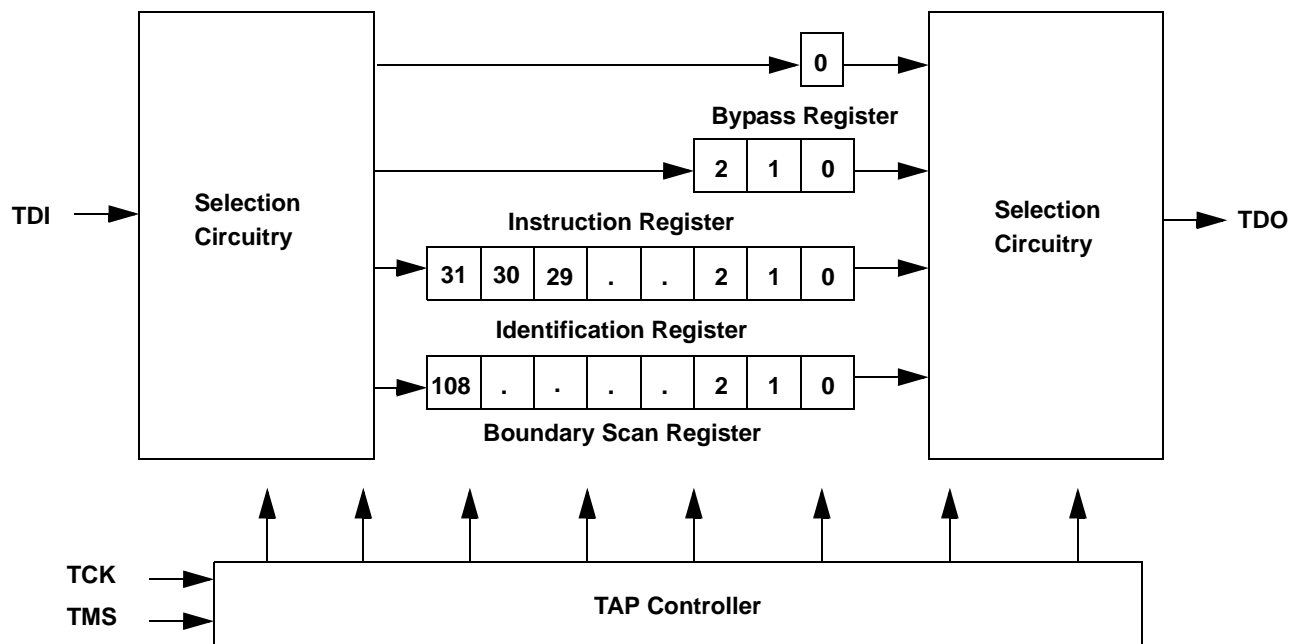 0
Bypass Register
2 1 0
TDI
Selection
Circuitry
Selection
Circuitry
TDO
Instruction Register
31 30 29 . . 2 1 0
Identification Register
108 . . . . 2 1 0
Boundary Scan Register
TCK
TMS
TAP Controller